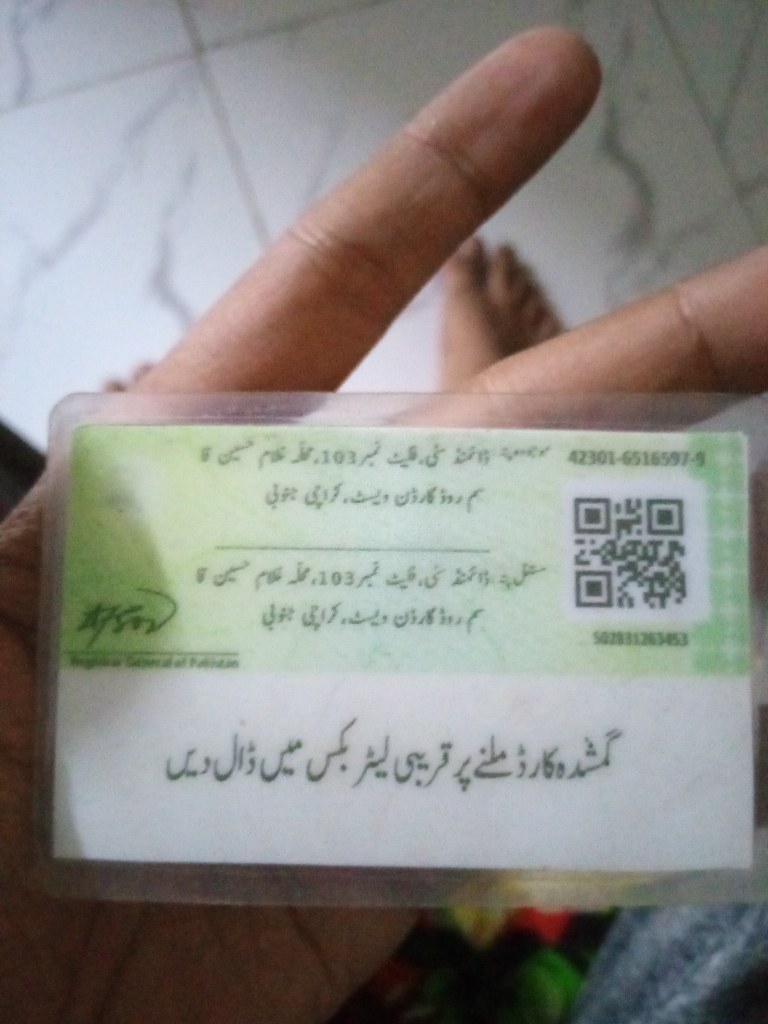 موجودہ پتہ: ڈائمنڈ سٹی، فلیٹ نمبر 103، محلہ غلام حسین قا
سم روڈ گارڈن ویسٹ، کراچی جنوبی
42301-6516597-9
مستقل پتہ: ڈائمنڈ سٹی، فلیٹ نمبر 103، محلہ غلام حسین قا
سم روڈ گارڈن ویسٹ، کراچی جنوبی
502831263453
Registrar General of Pakistan
گمشدہ کارڈ ملنے پر قریبی لیٹر بکس میں ڈال دیں